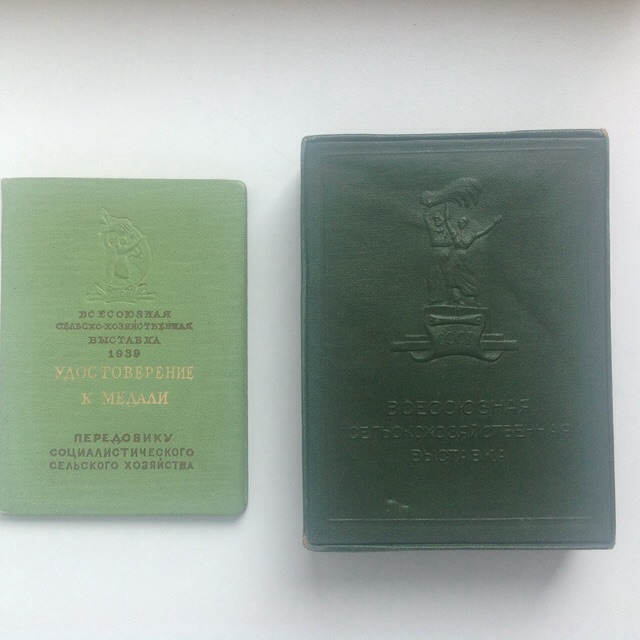 ВСЕСОЮЗНАЯ
СЕЛЬСКО-ХОЗЯЙСТВЕННАЯ
ВЫСТАВКА
1939
УДОСТОВЕРЕНИЕ
К МЕДАЛИ
ПЕРЕДОВИКУ
СОЦИАЛИСТИЧЕСКОГО
СЕЛЬСКОГО ХОЗЯЙСТВА
ВСЕСОЮЗНАЯ
СЕЛЬСКОХОЗЯЙСТВЕННАЯ
ВЫСТАВКА